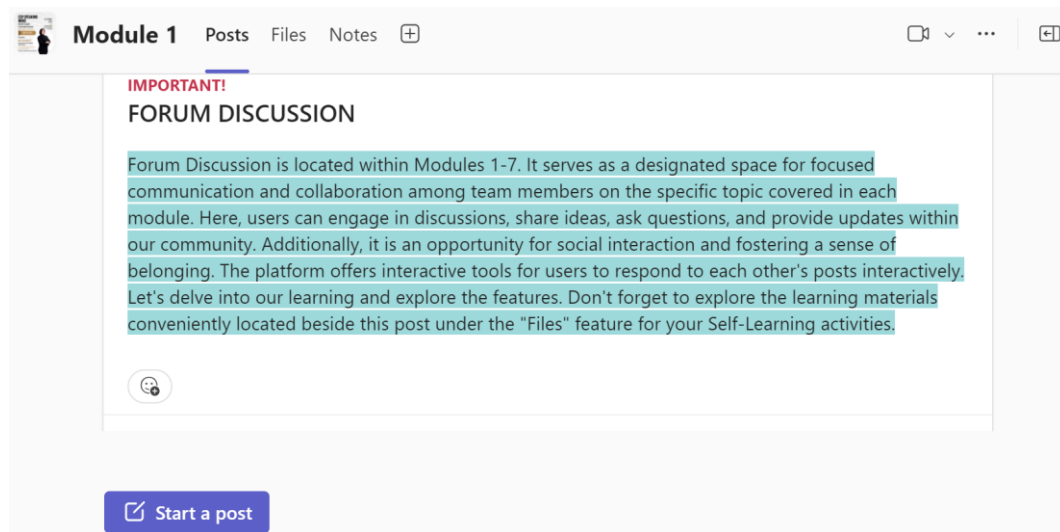 Module 1 Posts Files Notes
IMPORTANT!
FORUM DISCUSSION
Forum Discussion is located within Modules 1-7. It serves as a designated space for focused
communication and collaboration among team members on the specific topic covered in each
module. Here, users can engage in discussions, share ideas, ask questions, and provide updates within
our community. Additionally, it is an opportunity for social interaction and fostering a sense of
belonging. The platform offers interactive tools for users to respond to each other's posts interactively.
Let's delve into our learning and explore the features. Don't forget to explore the learning materials
conveniently located beside this post under the "Files" feature for your Self-Learning activities.
Start a post